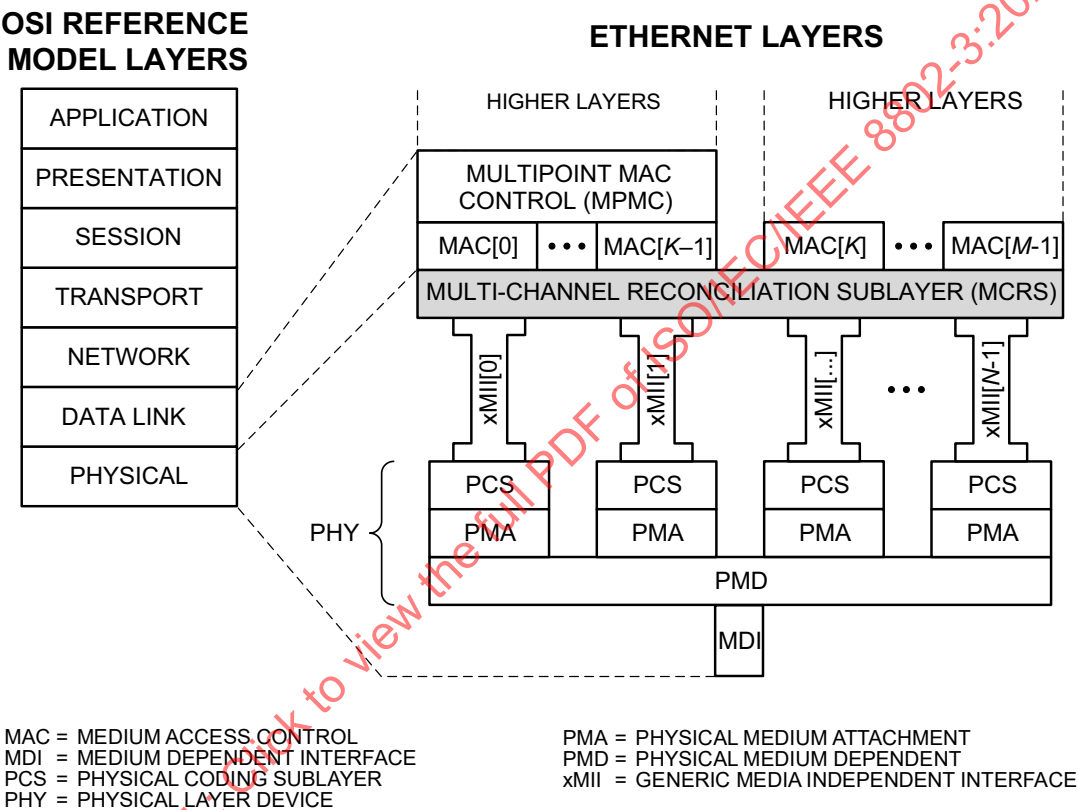 OSI REFERENCE
MODEL LAYERS
ETHERNET LAYERS
APPLICATION
PRESENTATION
SESSION
TRANSPORT
NETWORK
DATA LINK
PHYSICAL
HIGHER LAYERS
HIGHER LAYERS
MULTIPOINT MAC
CONTROL (MPMC)
MAC[0]
•••
MAC[K–1]
MAC[K]
•••
MAC[M-1]
MULTI-CHANNEL RECONCILIATION SUBLAYER (MCRS)
xMII[0]
xMII[1]
xMII[...]
•••
xMII[N-1]
PHY
PCS
PCS
PCS
PCS
PMA
PMA
PMA
PMA
PMD
MDI
MAC = MEDIUM ACCESS CONTROL
MDI = MEDIUM DEPENDENT INTERFACE
PCS = PHYSICAL CODING SUBLAYER
PHY = PHYSICAL LAYER DEVICE
PMA = PHYSICAL MEDIUM ATTACHMENT
PMD = PHYSICAL MEDIUM DEPENDENT
xMII = GENERIC MEDIA INDEPENDENT INTERFACE
Click to view the full PDF of ISO/IEC/IEEE 8802-3:20